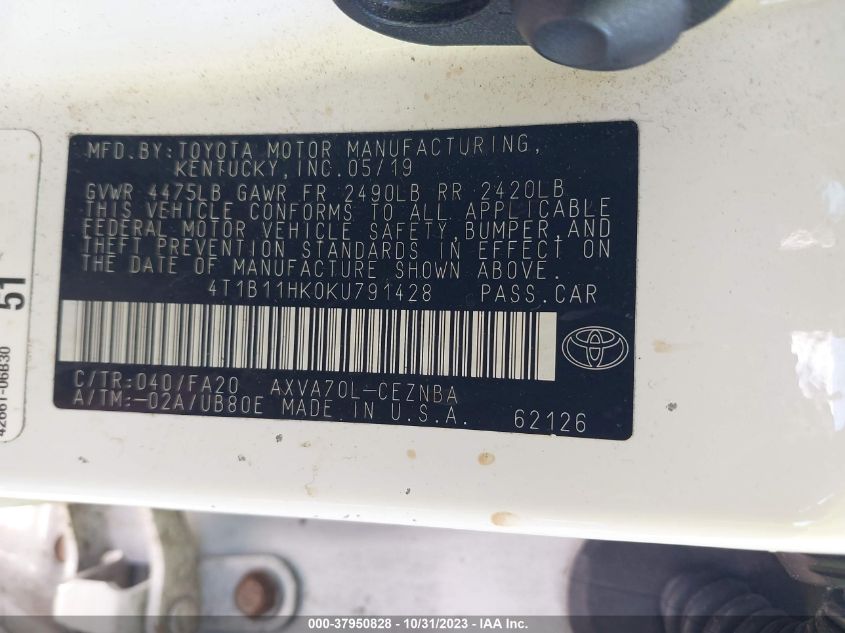 MFD.BY:TOYOTA MOTOR MANUFACTURING,
KENTUCKY,INC.05/19
GVWR 4475LB GAWR FR 2490LB RR 2420LB
THIS VEHICLE CONFORMS TO ALL APPLICABLE
FEDERAL MOTOR VEHICLE SAFETY,BUMPER,AND
THEFT PREVENTION STANDARDS IN EFFECT ON
THE DATE OF MANUFACTURE SHOWN ABOVE.
4T1B11HK0KU791428 PASS.CAR
C/TR:040/FA20 AXVA70L-CEZNBA
A/TM:-02A/UB80E MADE IN U.S.A. 62126
51
42661-06B30
000-37950828 - 10/31/2023 - IAA Inc.